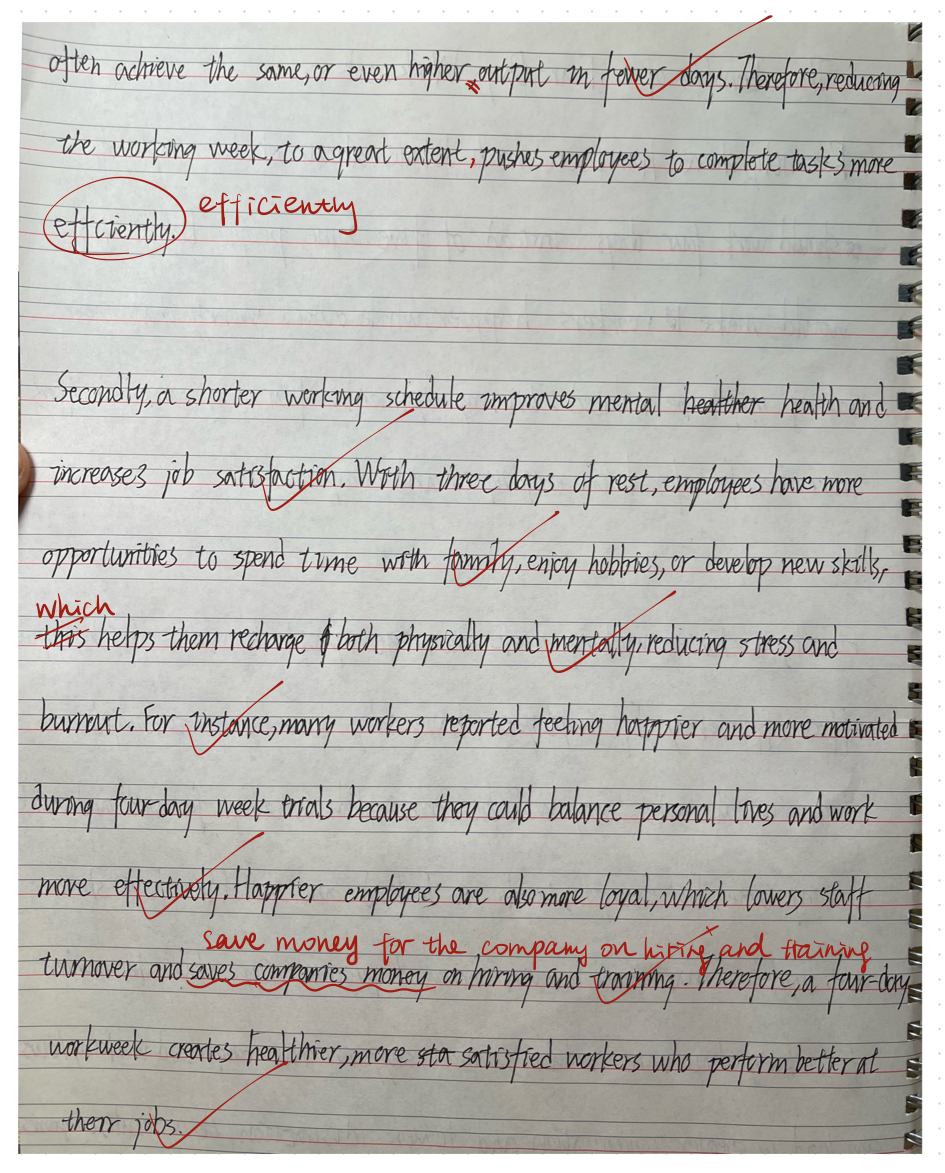 often achieve the same, or even higher output in fewer days. Therefore, reducing
the working week, to a great extent, pushes employees to complete tasks more
effciently. efficiently
Secondly, a shorter working schedule improves mental healther health and
increases job satisfaction. With three days of rest, employees have more
opportunities to spend time with family, enjoy hobbies, or develop new skills,
which
this helps them recharge both physically and mentally, reducing stress and
burnout. For instance, many workers reported feeling happier and more motivated
during four-day week trials because they could balance personal lives and work
more effectively. Happier employees are also more loyal, which lowers staff
save money for the company on hiring and training
turnover and saves companies money on hiring and training. Therefore, a four-day
workweek creates healthier, more sta satisfied workers who perform better at
their jobs.